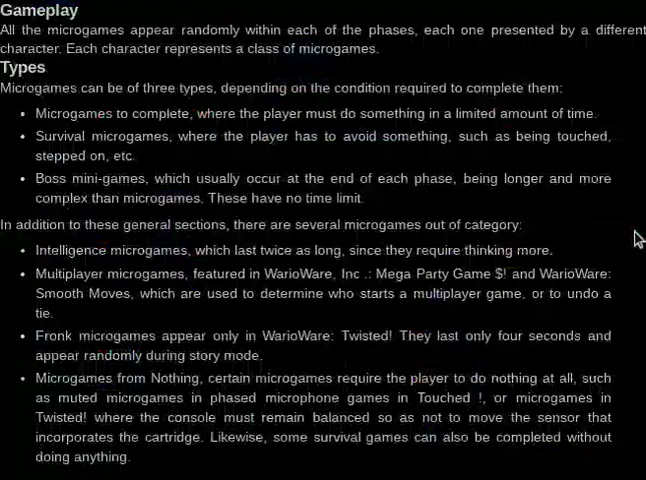 Gameplay
All the microgames appear randomly within each of the phases, each one presented by a different
character. Each character represents a class of microgames.
Types
Microgames can be of three types, depending on the condition required to complete them:
• Microgames to complete, where the player must do something in a limited amount of time.
• Survival microgames, where the player has to avoid something, such as being touched,
stepped on, etc.
• Boss mini-games, which usually occur at the end of each phase, being longer and more
complex than microgames. These have no time limit.
In addition to these general sections, there are several microgames out of category:
• Intelligence microgames, which last twice as long, since they require thinking more.
• Multiplayer microgames, featured in WarioWare, Inc .: Mega Party Game $! and WarioWare:
Smooth Moves, which are used to determine who starts a multiplayer game, or to undo a
tie.
• Fronk microgames appear only in WarioWare: Twisted! They last only four seconds and
appear randomly during story mode.
• Microgames from Nothing, certain microgames require the player to do nothing at all, such
as muted microgames in phased microphone games in Touched !, or microgames in
Twisted! where the console must remain balanced so as not to move the sensor that
incorporates the cartridge. Likewise, some survival games can also be completed without
doing anything.